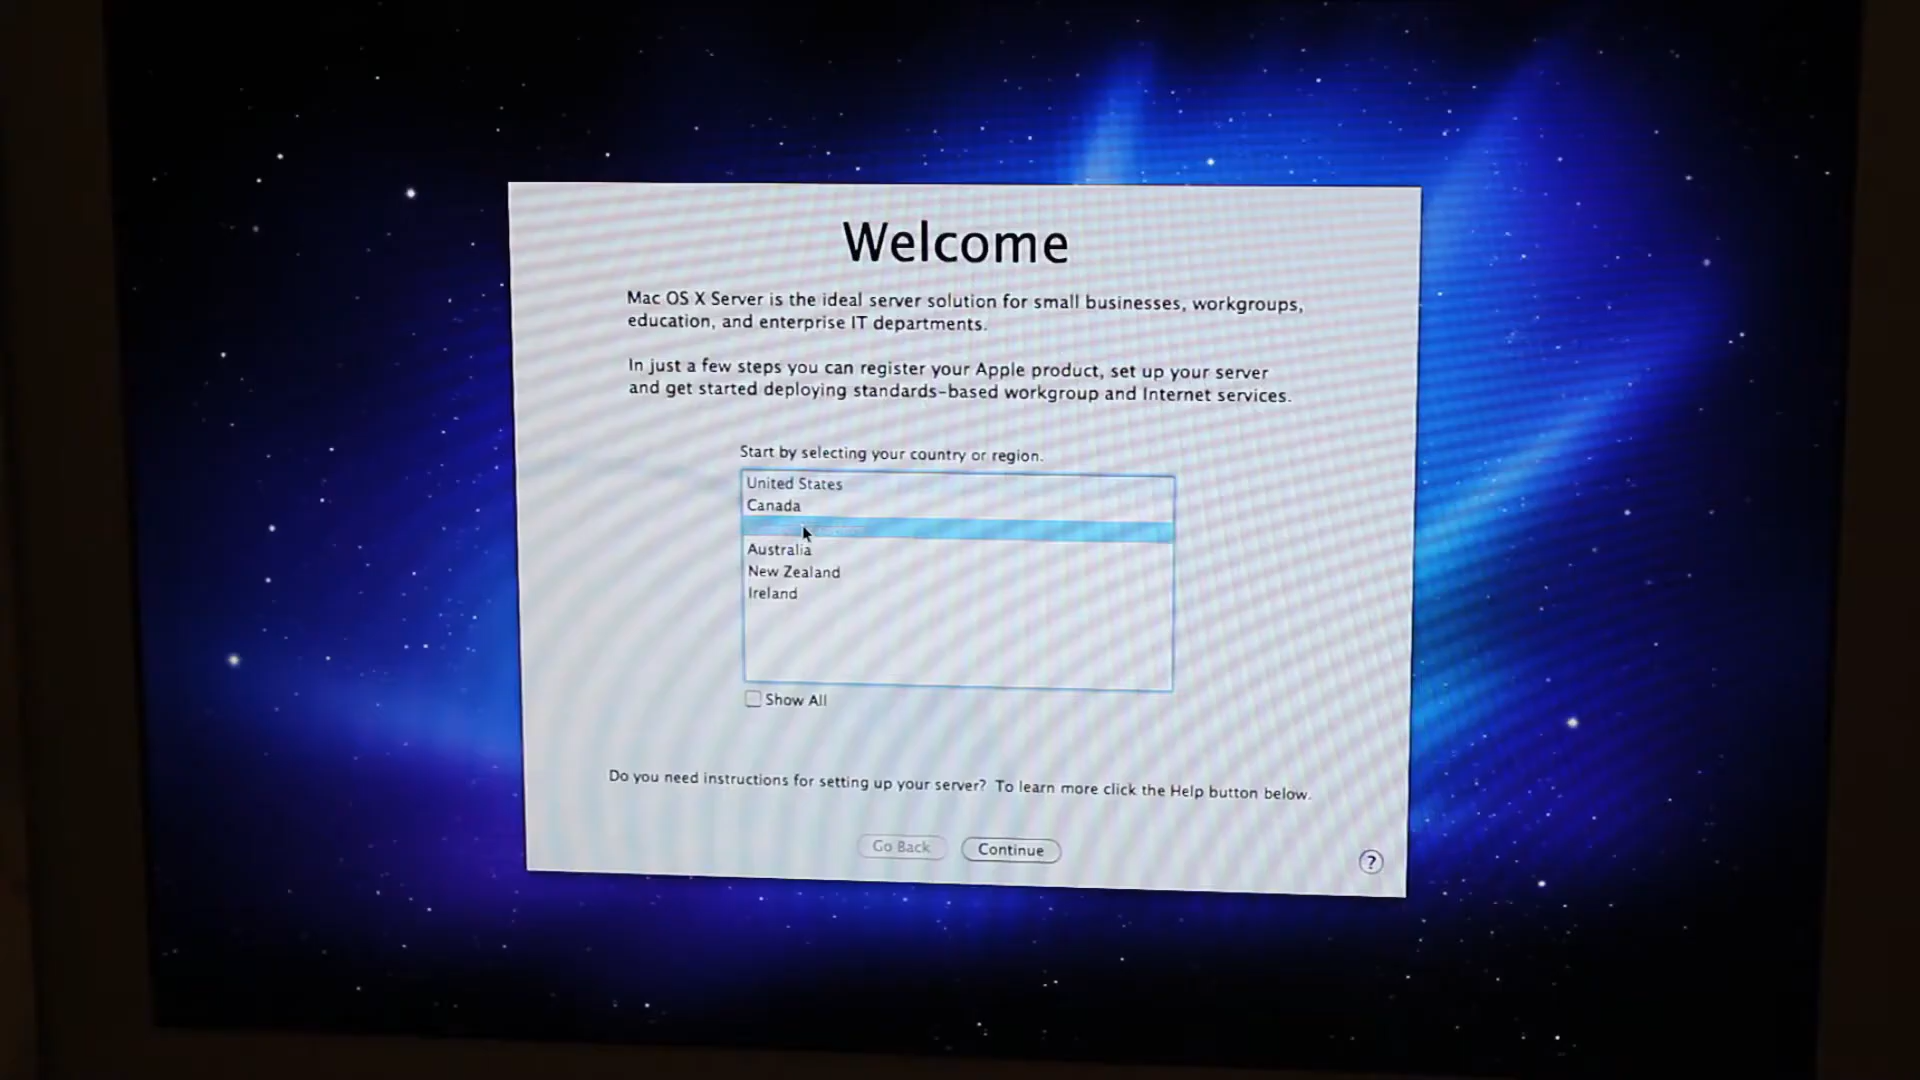 Welcome
Mac OS X Server is the ideal server solution for small businesses, workgroups,
education, and enterprise IT departments.
In just a few steps you can register your Apple product, set up your server
and get started deploying standards-based workgroup and Internet services.
Start by selecting your country or region.
United States
Canada
Australia
New Zealand
Ireland
Show All
Do you need instructions for setting up your server? To learn more click the Help button below.
Go Back
Continue
?